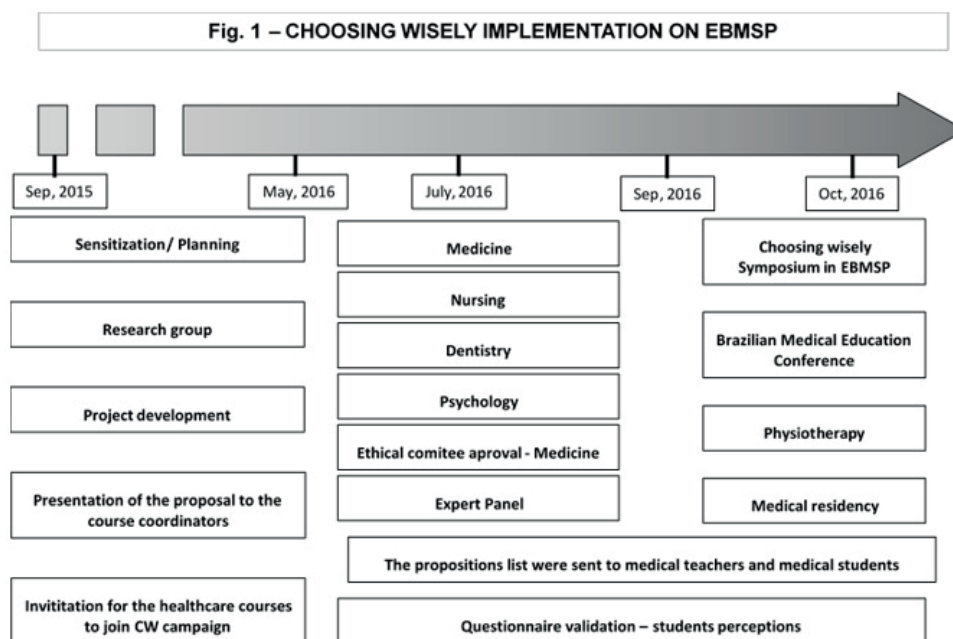 Fig. 1 – CHOOSING WISELY IMPLEMENTATION ON EBMSP
Sep, 2015
May, 2016
July, 2016
Sep, 2016
Oct, 2016
Sensitization/ Planning
Research group
Project development
Presentation of the proposal to the
course coordinators
Invititation for the healthcare courses
to join CW campaign
Medicine
Nursing
Dentistry
Psychology
Ethical comitee aproval - Medicine
Expert Panel
Choosing wisely
Symposium in EBMSP
Brazilian Medical Education
Conference
Physiotherapy
Medical residency
The propositions list were sent to medical teachers and medical students
Questionnaire validation – students perceptions